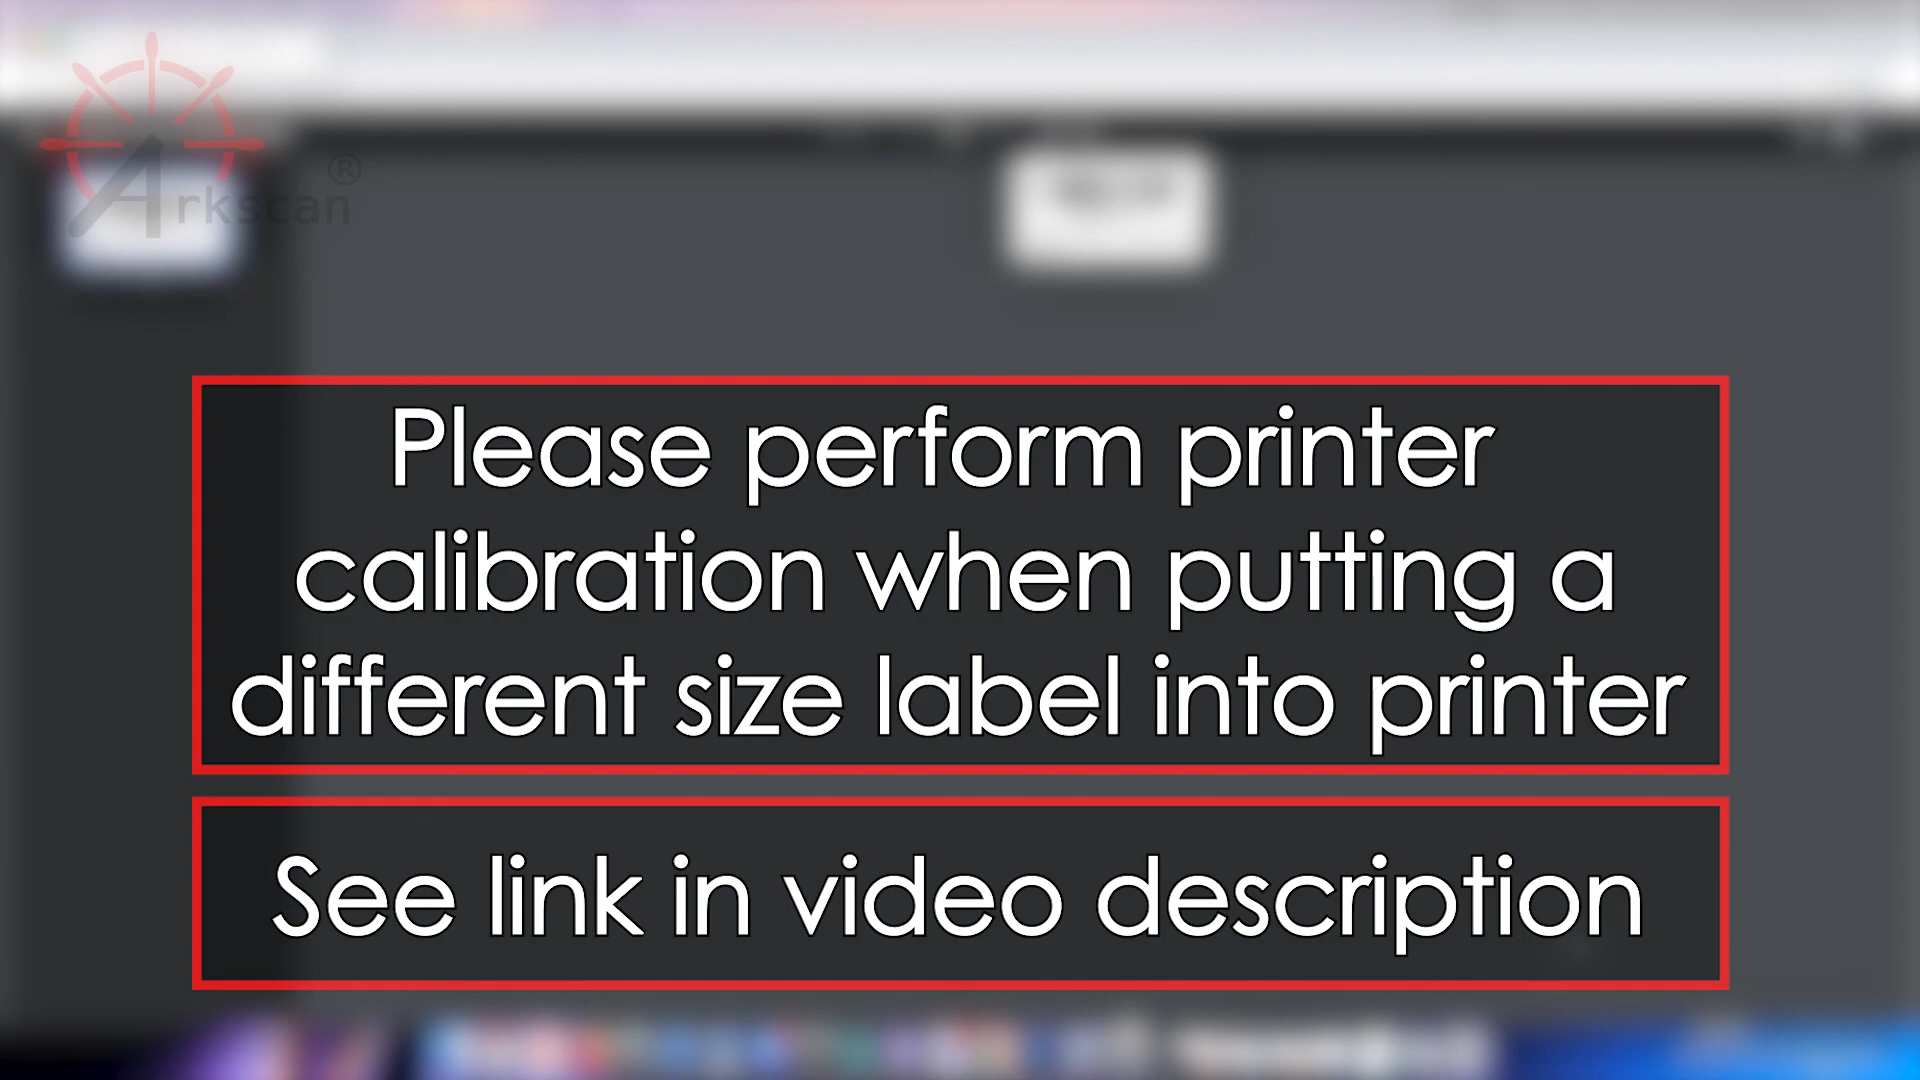 Arkscan®
Please perform printer
calibration when putting a
different size label into printer
See link in video description